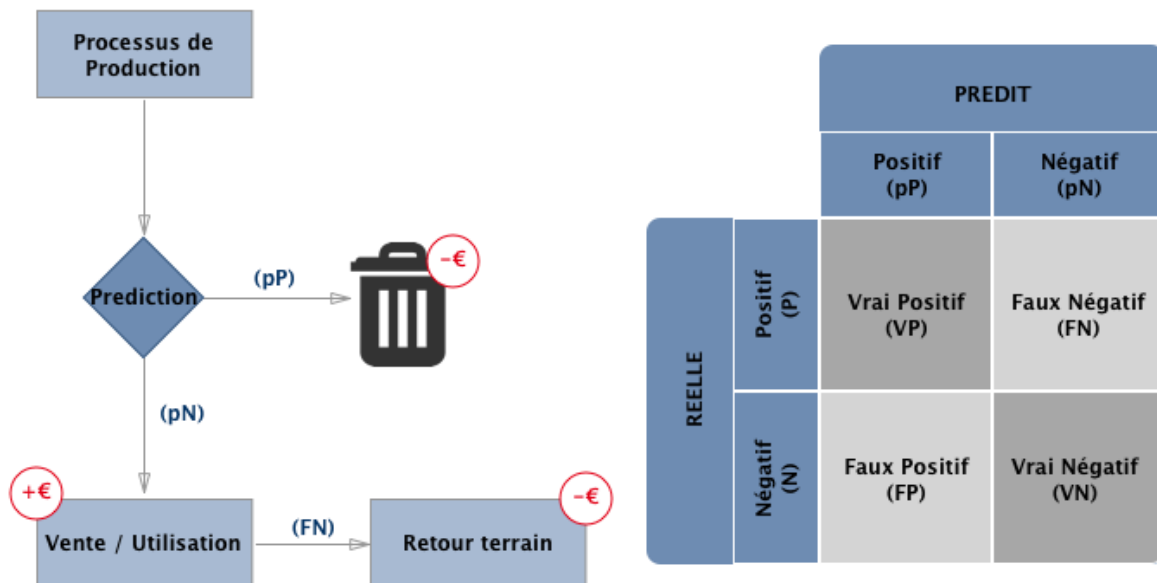 Processus de
Production
Prediction
(pP)
-€
(pN)
+€
Vente / Utilisation
(FN)
-€
Retour terrain
PREDIT
Positif
(pP)
Négatif
(pN)
REELLE
Positif
(P)
Vrai Positif
(VP)
Faux Négatif
(FN)
Négatif
(N)
Faux Positif
(FP)
Vrai Négatif
(VN)